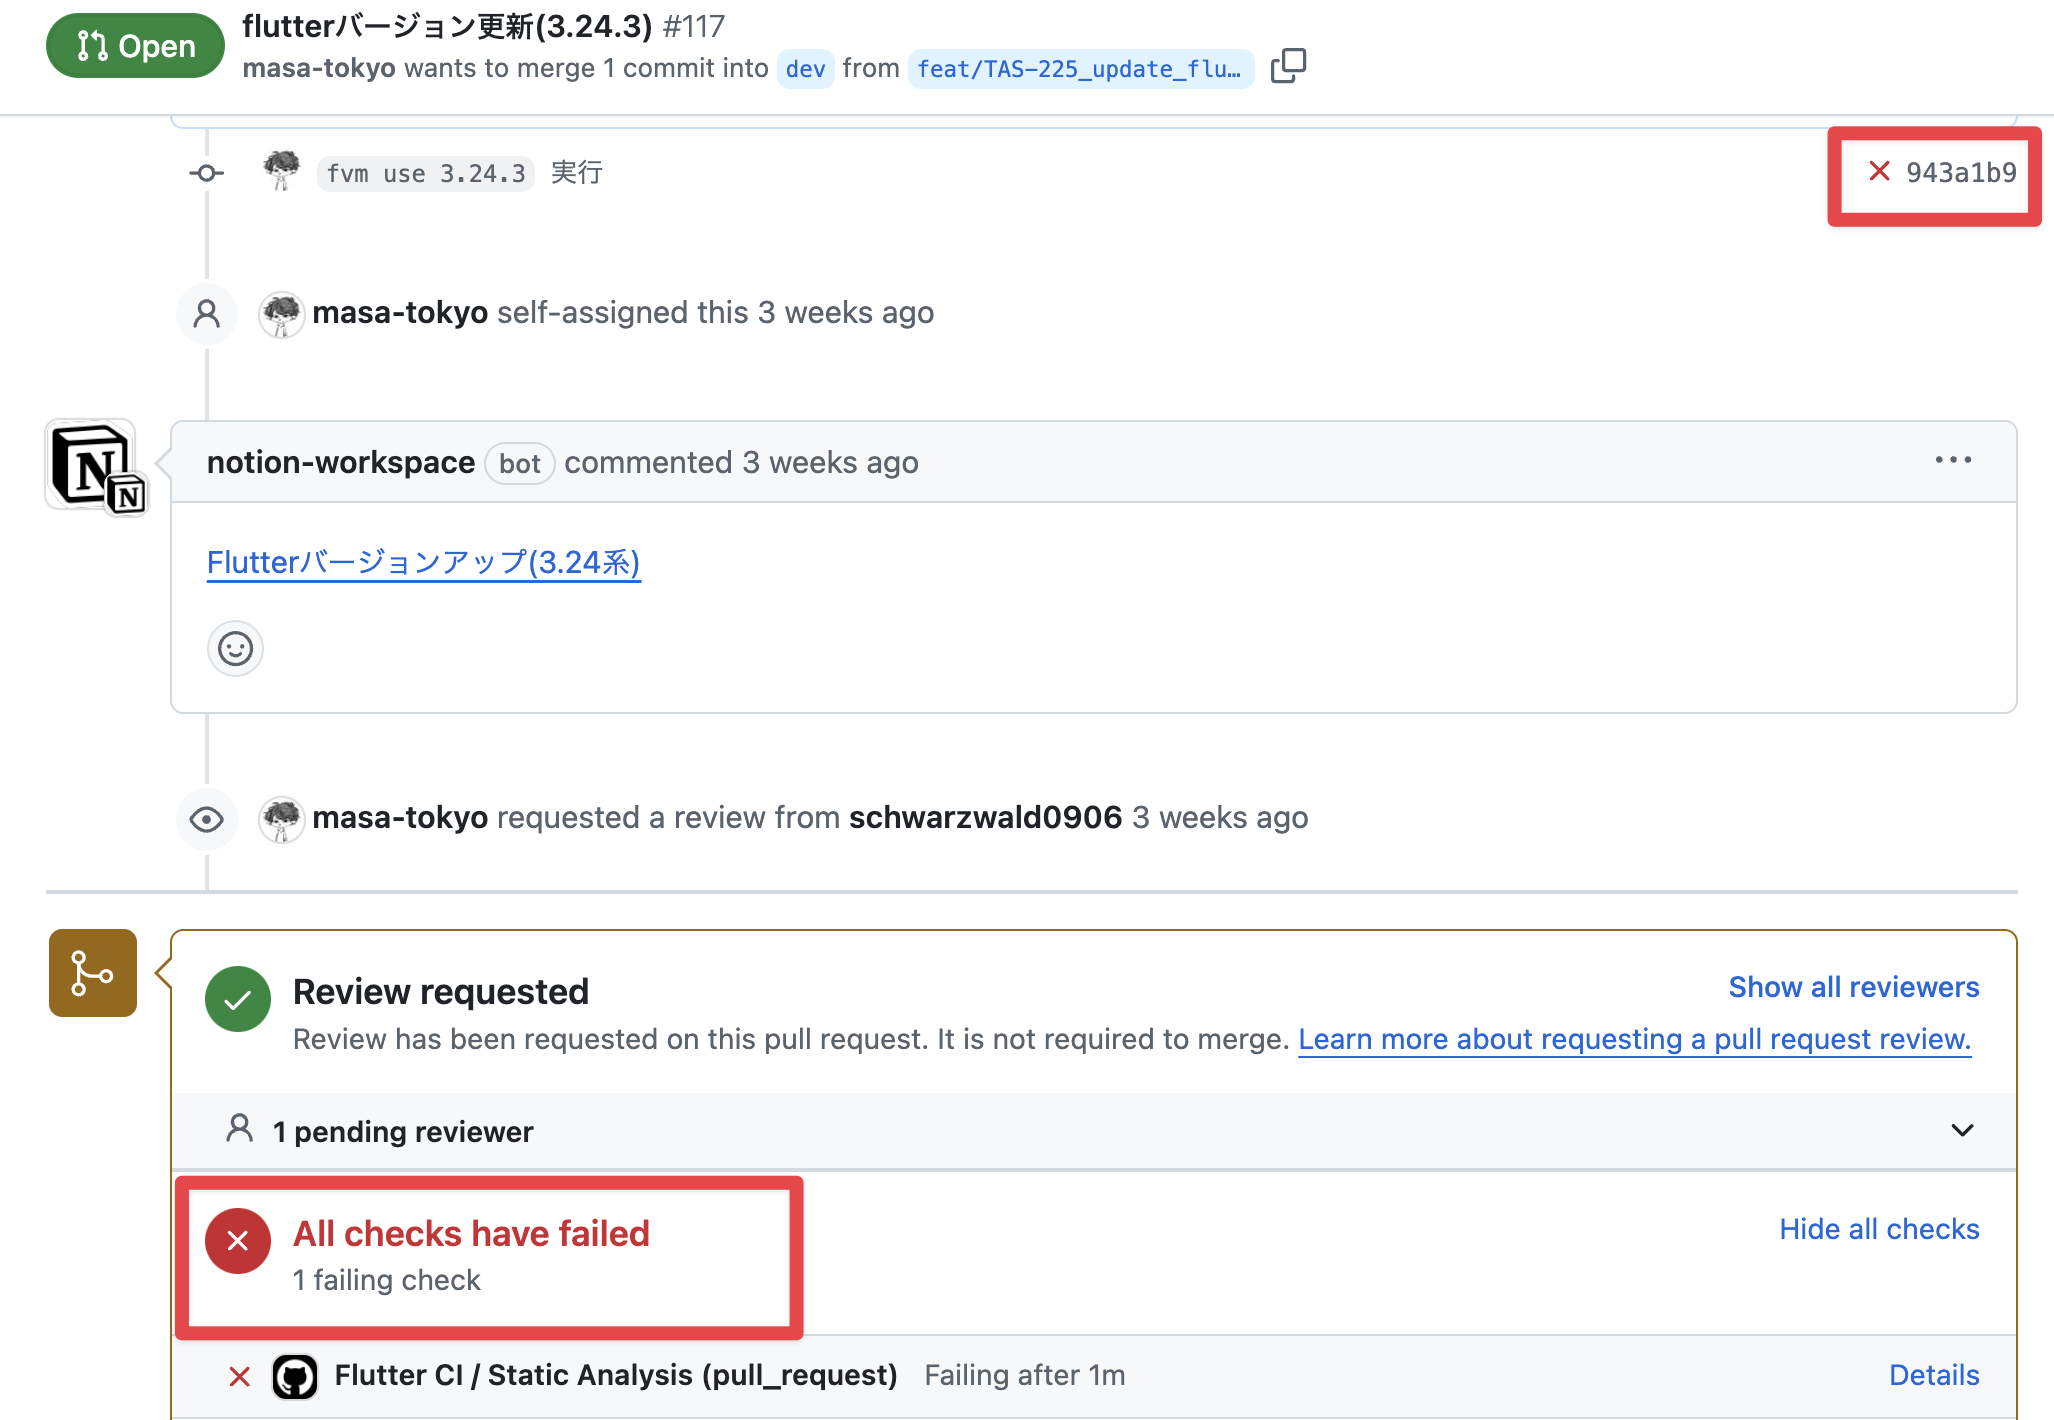 Open
flutterバージョン更新(3.24.3) #117
masa-tokyo wants to merge 1 commit into dev from feat/TAS-225_update_flu…
fvm use 3.24.3 実行
943a1b9
masa-tokyo self-assigned this 3 weeks ago
notion-workspace bot commented 3 weeks ago
Flutterバージョンアップ(3.24系)
masa-tokyo requested a review from schwarzwald0906 3 weeks ago
Review requested
Show all reviewers
Review has been requested on this pull request. It is not required to merge. Learn more about requesting a pull request review.
1 pending reviewer
All checks have failed
Hide all checks
1 failing check
Flutter CI / Static Analysis (pull_request) Failing after 1m
Details